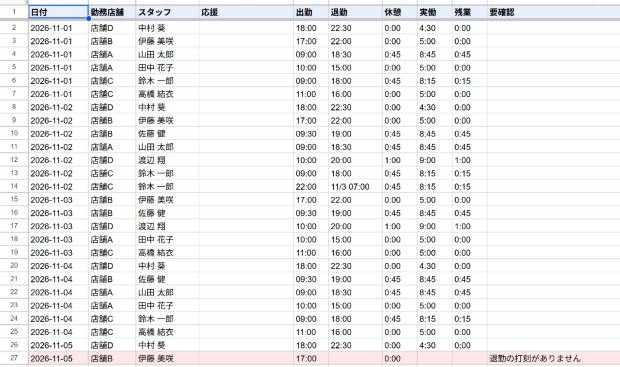 1 日付 勤務店舗 スタッフ 応援 出勤 退勤 休憩 実働 残業 要確認
2 2026-11-01 店舗D 中村 葵 18:00 22:30 0:00 4:30 0:00
3 2026-11-01 店舗B 伊藤 美咲 17:00 22:00 0:00 5:00 0:00
4 2026-11-01 店舗A 山田 太郎 09:00 18:30 0:45 8:45 0:45
5 2026-11-01 店舗A 田中 花子 10:00 15:00 0:00 5:00 0:00
6 2026-11-01 店舗C 鈴木 一郎 09:00 18:00 0:45 8:15 0:15
7 2026-11-01 店舗C 高橋 結衣 11:00 16:00 0:00 5:00 0:00
8 2026-11-02 店舗D 中村 葵 18:00 22:30 0:00 4:30 0:00
9 2026-11-02 店舗B 伊藤 美咲 17:00 22:00 0:00 5:00 0:00
10 2026-11-02 店舗B 佐藤 健 09:30 19:00 0:45 8:45 0:45
11 2026-11-02 店舗A 山田 太郎 09:00 18:30 0:45 8:45 0:45
12 2026-11-02 店舗D 渡辺 翔 10:00 20:00 1:00 9:00 1:00
13 2026-11-02 店舗C 鈴木 一郎 09:00 18:00 0:45 8:15 0:15
14 2026-11-02 店舗C 鈴木 一郎 22:00 11/3 07:00 0:45 8:15 0:15
15 2026-11-03 店舗B 伊藤 美咲 17:00 22:00 0:00 5:00 0:00
16 2026-11-03 店舗B 佐藤 健 09:30 19:00 0:45 8:45 0:45
17 2026-11-03 店舗D 渡辺 翔 10:00 20:00 1:00 9:00 1:00
18 2026-11-03 店舗A 田中 花子 10:00 15:00 0:00 5:00 0:00
19 2026-11-03 店舗C 高橋 結衣 11:00 16:00 0:00 5:00 0:00
20 2026-11-04 店舗D 中村 葵 18:00 22:30 0:00 4:30 0:00
21 2026-11-04 店舗B 佐藤 健 09:30 19:00 0:45 8:45 0:45
22 2026-11-04 店舗A 山田 太郎 09:00 18:30 0:45 8:45 0:45
23 2026-11-04 店舗A 田中 花子 10:00 15:00 0:00 5:00 0:00
24 2026-11-04 店舗C 鈴木 一郎 09:00 18:00 0:45 8:15 0:15
25 2026-11-04 店舗C 高橋 結衣 11:00 16:00 0:00 5:00 0:00
26 2026-11-05 店舗D 中村 葵 18:00 22:30 0:00 4:30 0:00
27 2026-11-05 店舗B 伊藤 美咲 17:00 0:00 退勤の打刻がありません